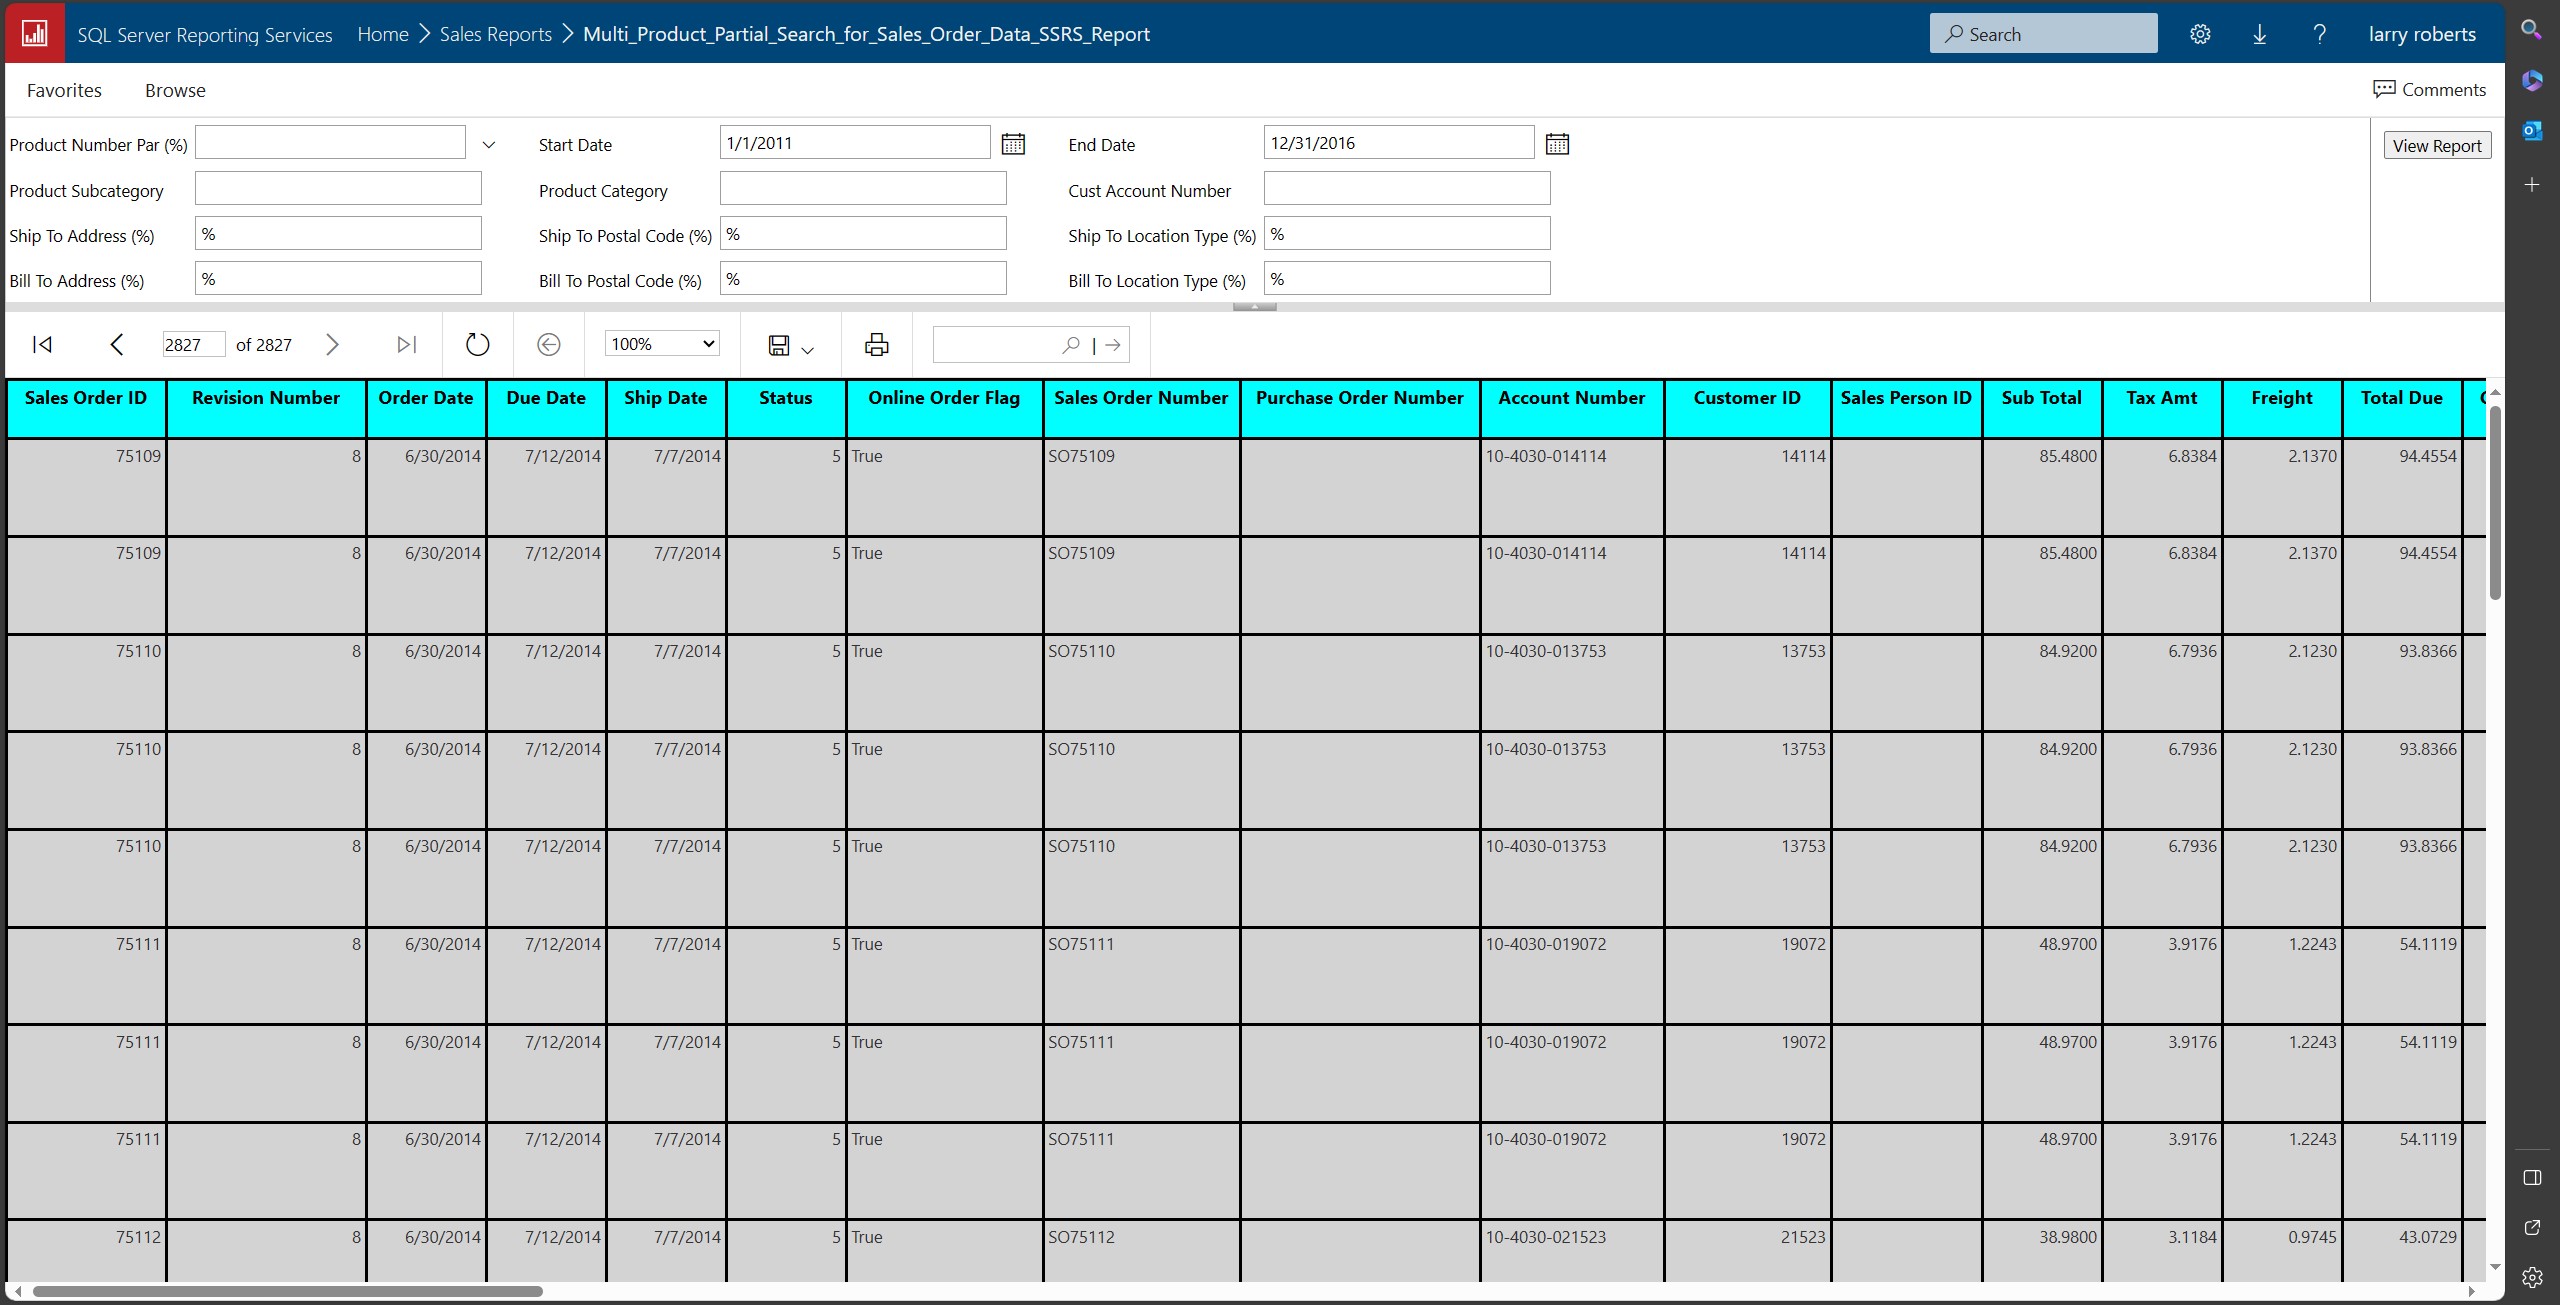 SQL Server Reporting Services Home > Sales Reports > Multi_Product_Partial_Search_for_Sales_Order_Data_SSRS_Report Search ? larry roberts
Favorites Browse Comments
Product Number Par (%) Start Date 1/1/2011 End Date 12/31/2016 View Report
Product Subcategory Product Category Cust Account Number
Ship To Address (%) % Ship To Postal Code (%) % Ship To Location Type (%) %
Bill To Address (%) % Bill To Postal Code (%) % Bill To Location Type (%) %
2827 of 2827 100% |
Sales Order ID Revision Number Order Date Due Date Ship Date Status Online Order Flag Sales Order Number Purchase Order Number Account Number Customer ID Sales Person ID Sub Total Tax Amt Freight Total Due
75109 8 6/30/2014 7/12/2014 7/7/2014 5 True SO75109 10-4030-014114 14114 85.4800 6.8384 2.1370 94.4554
75109 8 6/30/2014 7/12/2014 7/7/2014 5 True SO75109 10-4030-014114 14114 85.4800 6.8384 2.1370 94.4554
75110 8 6/30/2014 7/12/2014 7/7/2014 5 True SO75110 10-4030-013753 13753 84.9200 6.7936 2.1230 93.8366
75110 8 6/30/2014 7/12/2014 7/7/2014 5 True SO75110 10-4030-013753 13753 84.9200 6.7936 2.1230 93.8366
75110 8 6/30/2014 7/12/2014 7/7/2014 5 True SO75110 10-4030-013753 13753 84.9200 6.7936 2.1230 93.8366
75111 8 6/30/2014 7/12/2014 7/7/2014 5 True SO75111 10-4030-019072 19072 48.9700 3.9176 1.2243 54.1119
75111 8 6/30/2014 7/12/2014 7/7/2014 5 True SO75111 10-4030-019072 19072 48.9700 3.9176 1.2243 54.1119
75111 8 6/30/2014 7/12/2014 7/7/2014 5 True SO75111 10-4030-019072 19072 48.9700 3.9176 1.2243 54.1119
75112 8 6/30/2014 7/12/2014 7/7/2014 5 True SO75112 10-4030-021523 21523 38.9800 3.1184 0.9745 43.0729